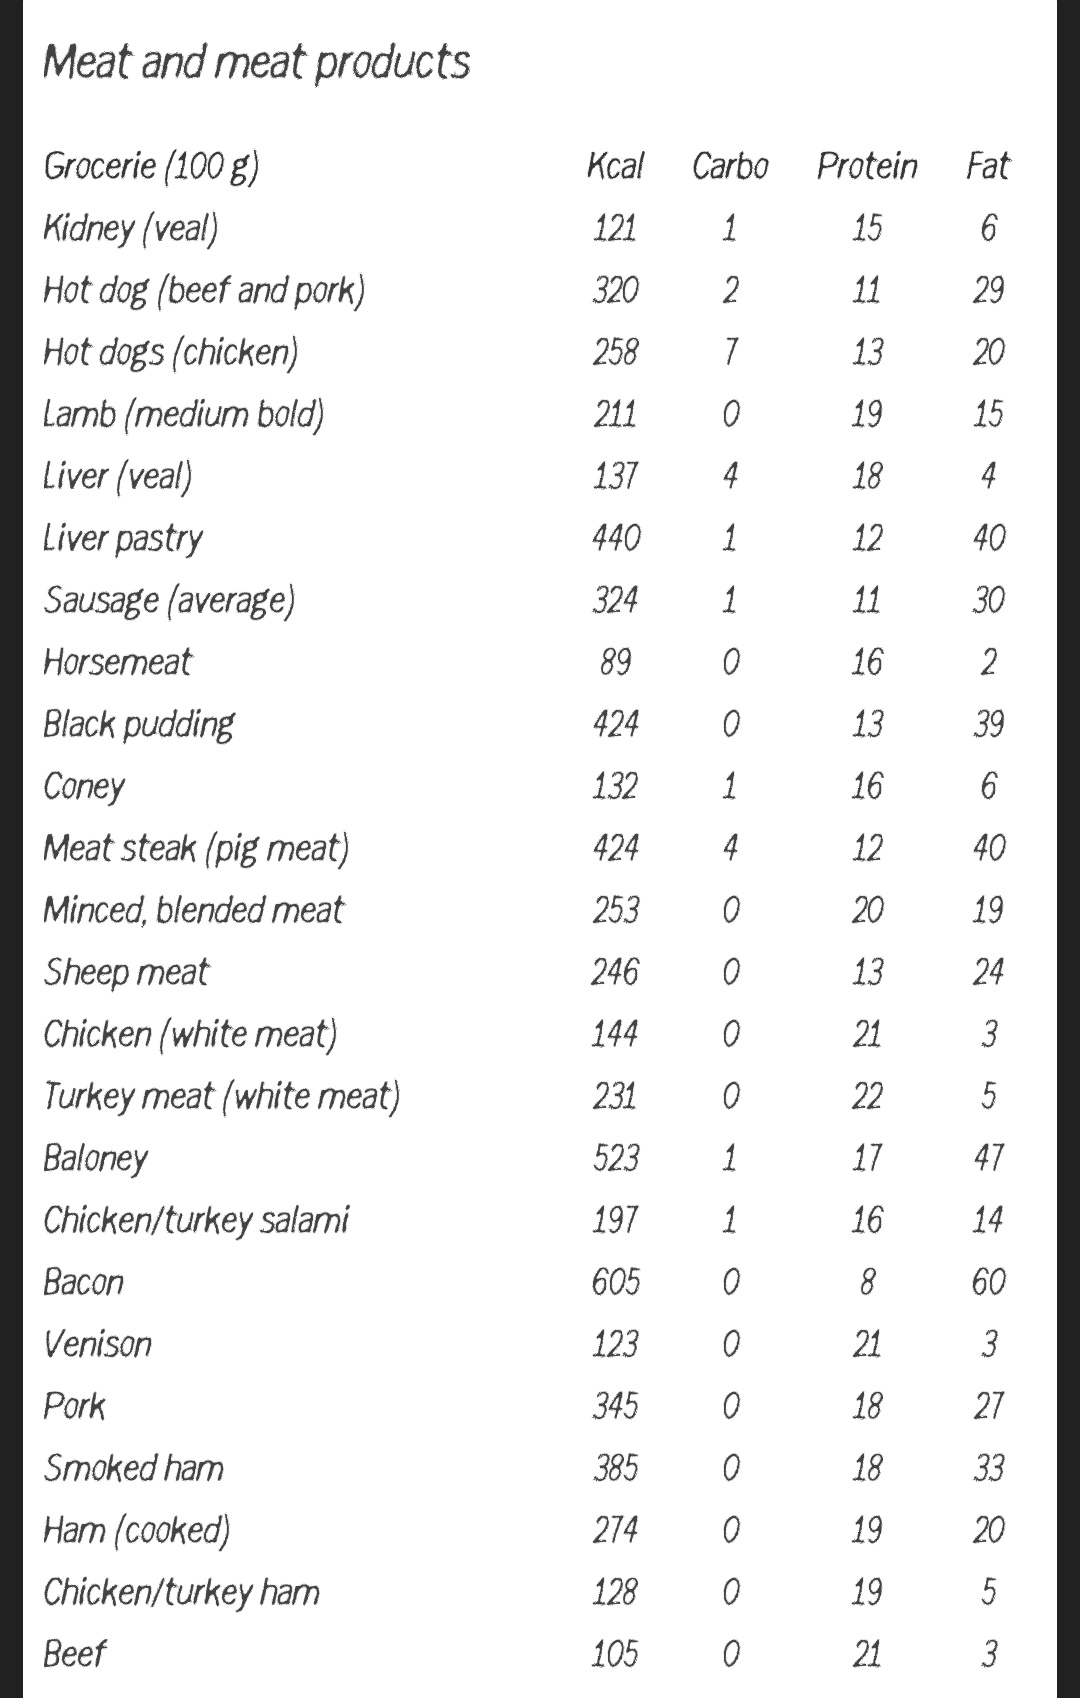 Meat and meat products
Grocerie (100 g) Kcal Carbo Protein Fat
Kidney (veal) 121 1 15 6
Hot dog (beef and pork) 320 2 11 29
Hot dogs (chicken) 258 7 13 20
Lamb (medium bold) 211 0 19 15
Liver (veal) 137 4 18 4
Liver pastry 440 1 12 40
Sausage (average) 324 1 11 30
Horsemeat 89 0 16 2
Black pudding 424 0 13 39
Coney 132 1 16 6
Meat steak (pig meat) 424 4 12 40
Minced, blended meat 253 0 20 19
Sheep meat 246 0 13 24
Chicken (white meat) 144 0 21 3
Turkey meat (white meat) 231 0 22 5
Baloney 523 1 17 47
Chicken/turkey salami 197 1 16 14
Bacon 605 0 8 60
Venison 123 0 21 3
Pork 345 0 18 27
Smoked ham 385 0 18 33
Ham (cooked) 274 0 19 20
Chicken/turkey ham 128 0 19 5
Beef 105 0 21 3